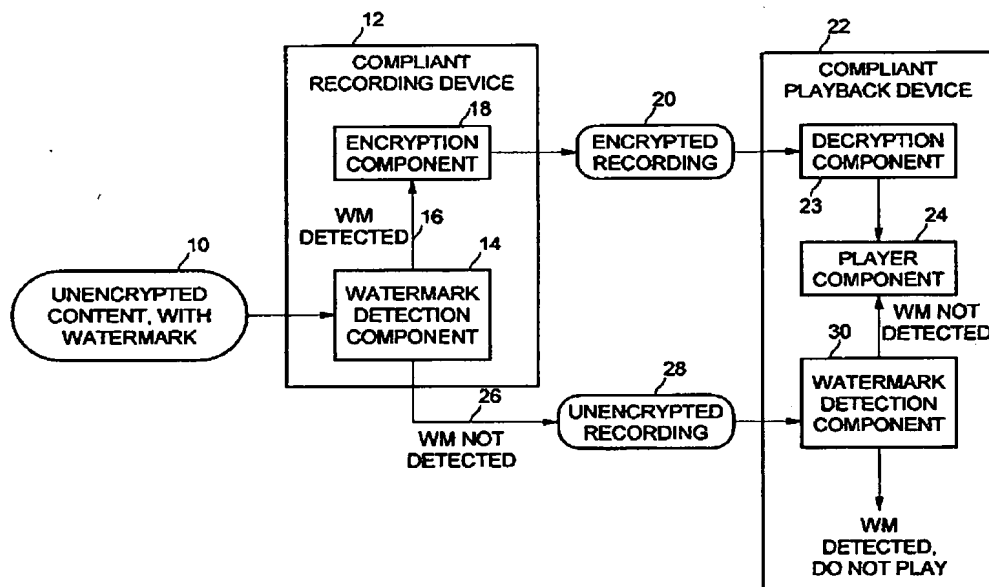 12
COMPLIANT
RECORDING DEVICE
18
ENCRYPTION
COMPONENT
WM
DETECTED
16
14
WATERMARK
DETECTION
COMPONENT
10
UNENCRYPTED
CONTENT, WITH
WATERMARK
26
WM NOT
DETECTED
20
ENCRYPTED
RECORDING
28
UNENCRYPTED
RECORDING
22
COMPLIANT
PLAYBACK DEVICE
DECRYPTION
COMPONENT
23
24
PLAYER
COMPONENT
WM NOT
DETECTED
30
WATERMARK
DETECTION
COMPONENT
WM
DETECTED,
DO NOT PLAY